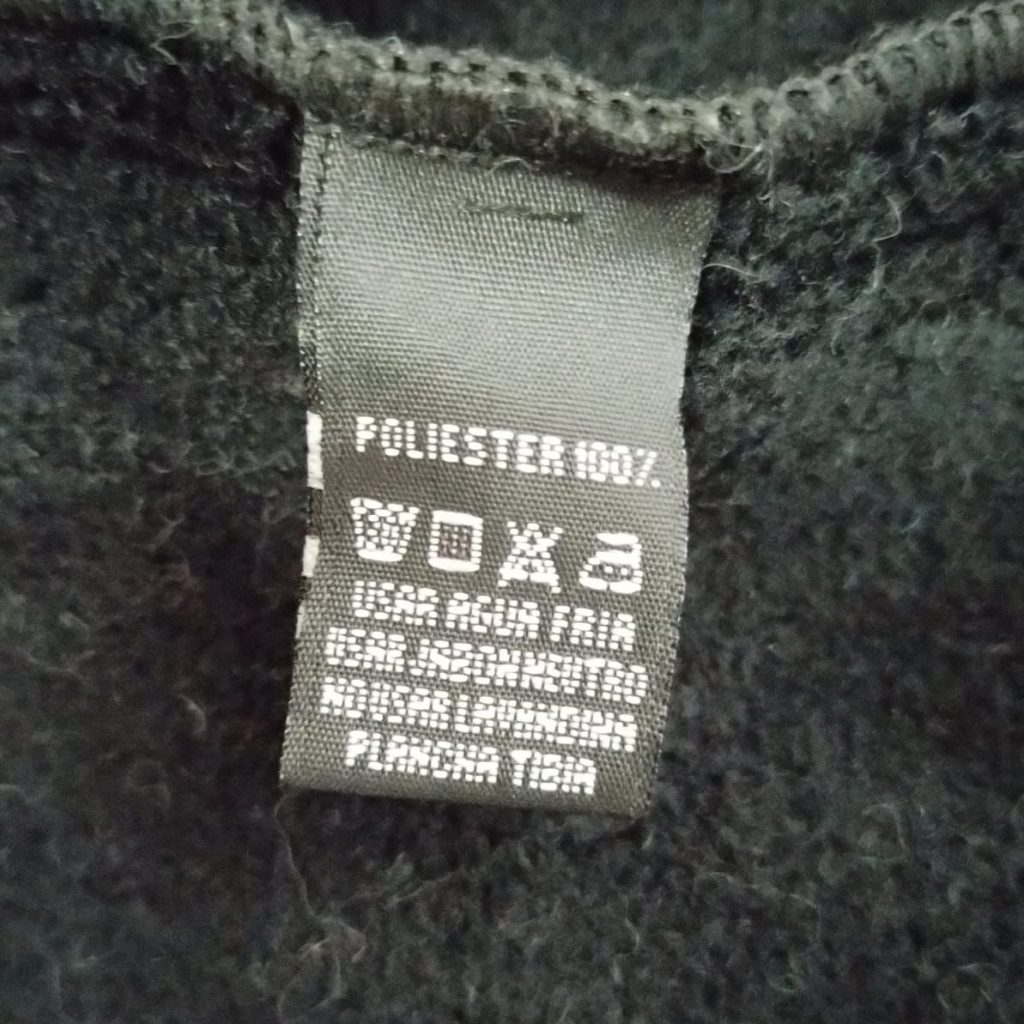 POLIESTER 100%
USAR AGUA FRIA
USAR JABON NEUTRO
NO USAR LAVANDINA
PLANCHA TIBIA